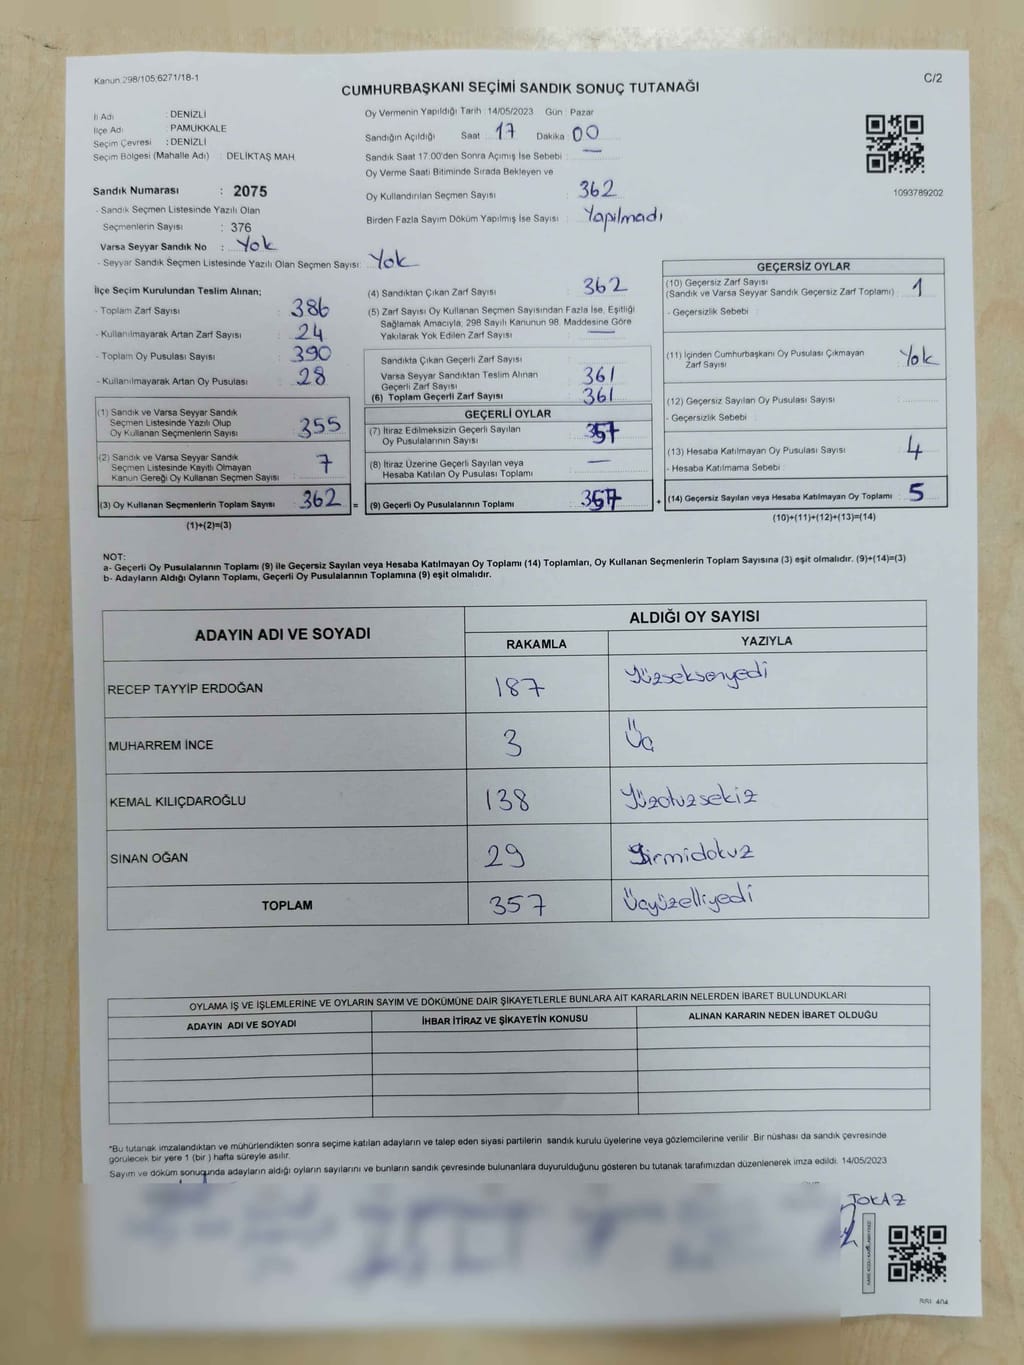 Kanun 298/105,6271/18-1
C/2
CUMHURBAŞKANI SEÇİMİ SANDIK SONUÇ TUTANAĞI
İl Adı : DENİZLİ
İlçe Adı : PAMUKKALE
Seçim Çevresi : DENİZLİ
Seçim Bölgesi (Mahalle Adı) : DELİKTAŞ MAH
Sandık Numarası : 2075
- Sandık Seçmen Listesinde Yazılı Olan
Seçmenlerin Sayısı : 376
Varsa Seyyar Sandık No : Yok
- Seyyar Sandık Seçmen Listesinde Yazılı Olan Seçmen Sayısı: Yok
Oy Vermenin Yapıldığı Tarih :14/05/2023 Gün : Pazar
Sandığın Açıldığı Saat : 17 Dakika : 00
Sandık Saat 17.00'den Sonra Açımış İse Sebebi : —
Oy Verme Saati Bitiminde Sırada Bekleyen ve
Oy Kullandırılan Seçmen Sayısı : 362
Birden Fazla Sayım Döküm Yapılmış İse Sayısı : Yapılmadı
1093789202
İlçe Seçim Kurulundan Teslim Alınan;
- Toplam Zarf Sayısı : 386
- Kullanılmayarak Artan Zarf Sayısı : 24
- Toplam Oy Pusulası Sayısı : 390
- Kullanılmayarak Artan Oy Pusulası : 28
(1) Sandık ve Varsa Seyyar Sandık
Seçmen Listesinde Yazılı Olup
Oy Kullanan Seçmenlerin Sayısı : 355
(2) Sandık ve Varsa Seyyar Sandık
Seçmen Listesinde Kayıtlı Olmayan
Kanun Gereği Oy Kullanan Seçmen Sayısı : 7
(3) Oy Kullanan Seçmenlerin Toplam Sayısı : 362 =
(1)+(2)=(3)
(4) Sandıktan Çıkan Zarf Sayısı : 362
(5) Zarf Sayısı Oy Kullanan Seçmen Sayısından Fazla İse, Eşitliği
Sağlamak Amacıyla, 298 Sayılı Kanunun 98. Maddesine Göre
Yakılarak Yok Edilen Zarf Sayısı : —
Sandıkta Çıkan Geçerli Zarf Sayısı :
Varsa Seyyar Sandıktan Teslim Alınan
Geçerli Zarf Sayısı : 361
(6) Toplam Geçerli Zarf Sayısı : 361
GEÇERLİ OYLAR
(7) İtiraz Edilmeksizin Geçerli Sayılan
Oy Pusulalarının Sayısı : 357
(8) İtiraz Üzerine Geçerli Sayılan veya
Hesaba Katılan Oy Pusulası Toplamı : —
(9) Geçerli Oy Pusulalarının Toplamı : 357 +
GEÇERSİZ OYLAR
(10) Geçersiz Zarf Sayısı
(Sandık ve Varsa Seyyar Sandık Geçersiz Zarf Toplamı) : 1
- Geçersizlik Sebebi :
(11) İçinden Cumhurbaşkanı Oy Pusulası Çıkmayan
Zarf Sayısı : Yok
(12) Geçersiz Sayılan Oy Pusulası Sayısı :
- Geçersizlik Sebebi :
(13) Hesaba Katılmayan Oy Pusulası Sayısı : 4
- Hesaba Katılmama Sebebi :
(14) Geçersiz Sayılan veya Hesaba Katılmayan Oy Toplamı : 5
(10)+(11)+(12)+(13)=(14)
NOT:
a- Geçerli Oy Pusulalarının Toplamı (9) ile Geçersiz Sayılan veya Hesaba Katılmayan Oy Toplamı (14) Toplamları, Oy Kullanan Seçmenlerin Toplam Sayısına (3) eşit olmalıdır. (9)+(14)=(3)
b- Adayların Aldığı Oyların Toplamı, Geçerli Oy Pusulalarının Toplamına (9) eşit olmalıdır.
ADAYIN ADI VE SOYADI ALDIĞI OY SAYISI
RAKAMLA YAZIYLA
RECEP TAYYİP ERDOĞAN 187 Yüzseksenyedi
MUHARREM İNCE 3 Üç
KEMAL KILIÇDAROĞLU 138 Yüzotuzsekiz
SİNAN OĞAN 29 Yirmidokuz
TOPLAM 357 Üçyüzelliyedi
OYLAMA İŞ VE İŞLEMLERİNE VE OYLARIN SAYIM VE DÖKÜMÜNE DAİR ŞİKAYETLERLE BUNLARA AİT KARARLARIN NELERDEN İBARET BULUNDUKLARI
ADAYIN ADI VE SOYADI İHBAR İTİRAZ VE ŞİKAYETİN KONUSU ALINAN KARARIN NEDEN İBARET OLDUĞU
*Bu tutanak imzalandıktan ve mühürlendikten sonra seçime katılan adayların ve talep eden siyasi partilerin sandık kurulu üyelerine veya gözlemcilerine verilir. Bir nüshası da sandık çevresinde
görülecek bir yere 1 (bir ) hafta süreyle asılır.
Sayım ve döküm sonucunda adayların aldığı oyların sayılarını ve bunların sandık çevresinde bulunanlara duyurulduğunu gösteren bu tutanak tarafımızdan düzenlenerek imza edildi. 14/05/2023
TOKAZ